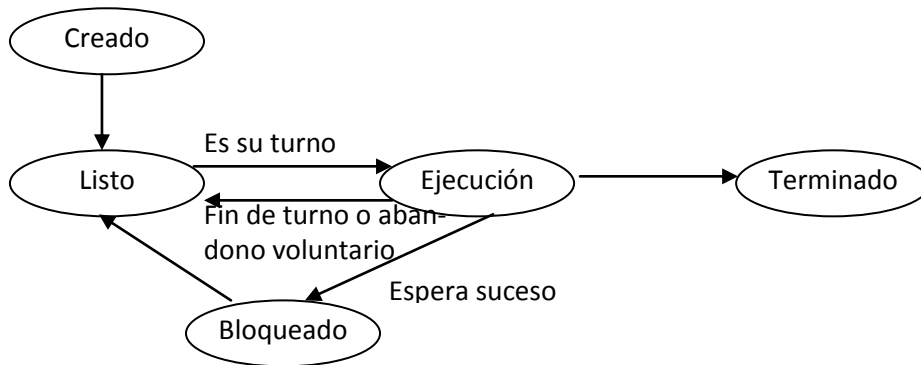 Creado
Es su turno
Listo
Ejecución
Terminado
Fin de turno o aban-
dono voluntario
Espera suceso
Bloqueado